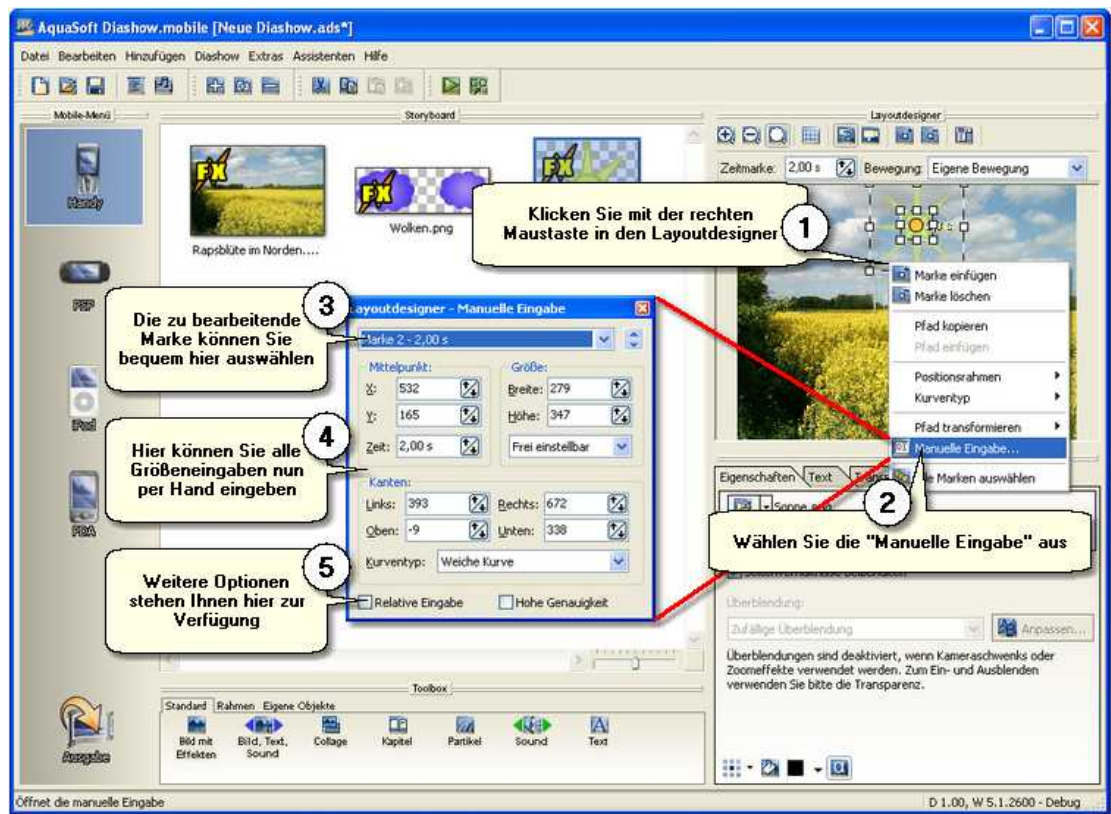 AquaSoft Diashow.mobile [Neue Diashow.ads*]
Datei Bearbeiten Hinzufügen Diashow Extras Assistenten Hilfe
Mobile-Menü
Storyboard
Layoutdesigner
Zeitmarke: 2,00 s
Bewegung: Eigene Bewegung
Handy
PSP
iPod
PDA
Ausgabe
FX
Rapsblüte im Norden....
FX
Wolken.png
FX
Klicken Sie mit der rechten
Maustaste in den Layoutdesigner
1
Marke einfügen
Marke löschen
Pfad kopieren
Pfad einfügen
Positionsrahmen
Kurventyp
Pfad transformieren
Manuelle Eingabe...
Marken auswählen
2
Wählen Sie die "Manuelle Eingabe" aus
3
Die zu bearbeitende
Marke können Sie
bequem hier auswählen
4
Hier können Sie alle
Größeneingaben nun
per Hand eingeben
5
Weitere Optionen
stehen Ihnen hier zur
Verfügung
Layoutdesigner - Manuelle Eingabe
Marke 2 - 2,00 s
Mittelpunkt:
Größe:
X: 532
Breite: 279
Y: 165
Höhe: 347
Zeit: 2,00 s
Frei einstellbar
Kanten:
Links: 393
Rechts: 672
Oben: -9
Unten: 338
Kurventyp: Weiche Kurve
Relative Eingabe
Hohe Genauigkeit
Eigenschaften Text
Überblendung:
Zufällige Überblendung
Anpassen...
Überblendungen sind deaktiviert, wenn Kameraschwenks oder
Zoomeffekte verwendet werden. Zum Ein- und Ausblenden
verwenden Sie bitte die Transparenz.
Toolbox
Standard Rahmen Eigene Objekte
Bild mit
Effekten
Bild, Text,
Sound
Collage
Kapitel
Partikel
Sound
Text
Öffnet die manuelle Eingabe
D 1.00, W 5.1.2600 - Debug